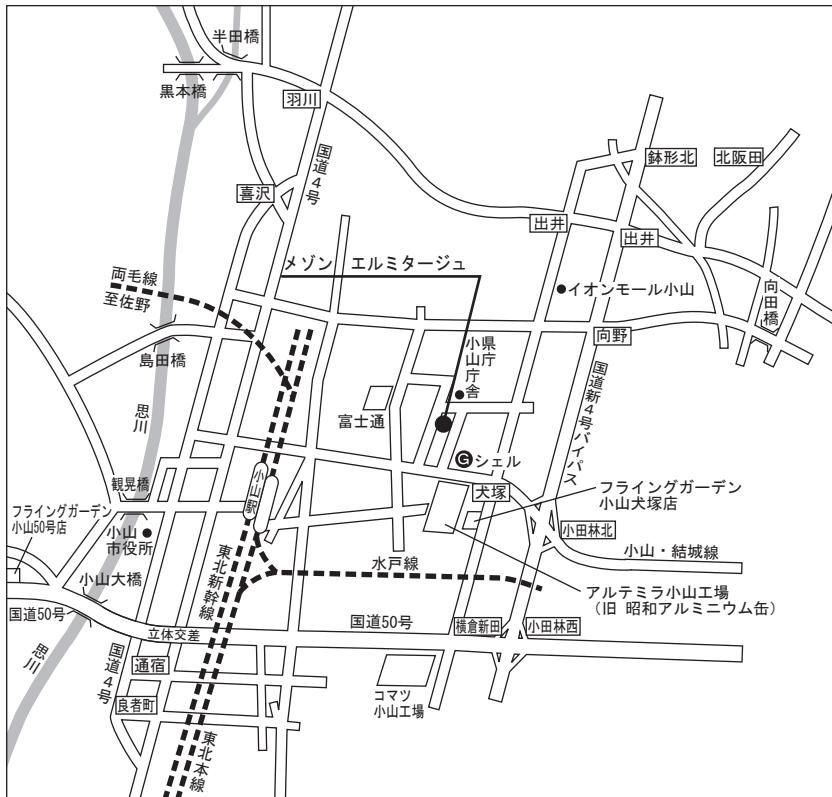 半田橋
黒本橋
羽川
国道4号
鉢形北
北阪田
喜沢
出井
出井
メゾン エルミタージュ
両毛線
至佐野
イオンモール小山
向田橋
向野
島田橋
小山庁舎
県庁
国道新4号バイパス
富士通
思川
Gシェル
犬塚
フライングガーデン
小山犬塚店
観晃橋
小山駅
フライングガーデン
小山50号店
小山
市役所
小田林北
東北新幹線
水戸線
小山・結城線
小山大橋
アルテミラ小山工場
（旧 昭和アルミニウム缶）
国道50号
国道50号
立体交差
横倉新田
小田林西
思川
国道4号
通宿
コマツ
小山工場
良者町
東北本線